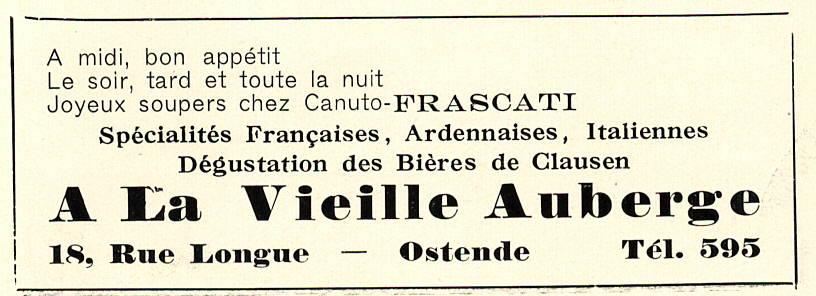 A midi, bon appétit
Le soir, tard et toute la nuit
Joyeux soupers chez Canuto-FRASCATI
Spécialités Françaises, Ardennaises, Italiennes
Dégustation des Bières de Clausen
A La Vieille Auberge
18, Rue Longue — Ostende Tél. 595